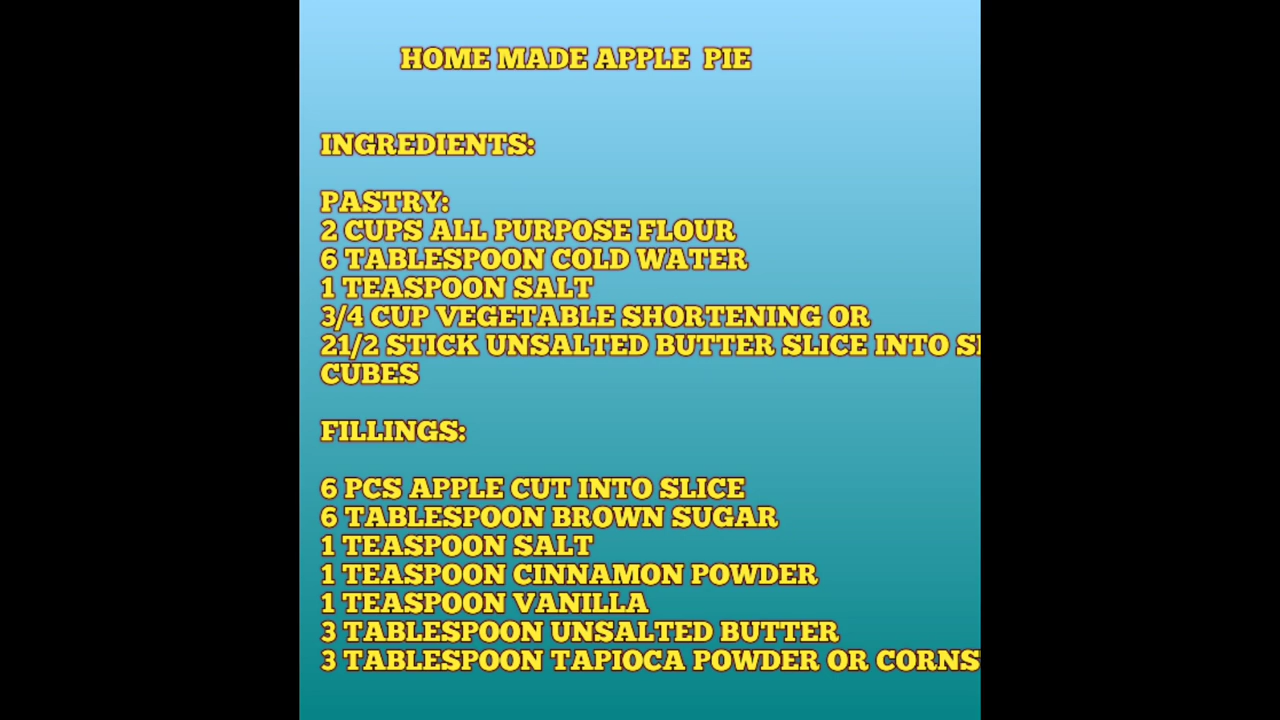 HOME MADE APPLE PIE
INGREDIENTS:
PASTRY:
2 CUPS ALL PURPOSE FLOUR
6 TABLESPOON COLD WATER
1 TEASPOON SALT
3/4 CUP VEGETABLE SHORTENING OR
21/2 STICK UNSALTED BUTTER SLICE INTO
CUBES
FILLINGS:
6 PCS APPLE CUT INTO SLICE
6 TABLESPOON BROWN SUGAR
1 TEASPOON SALT
1 TEASPOON CINNAMON POWDER
1 TEASPOON VANILLA
3 TABLESPOON UNSALTED BUTTER
3 TABLESPOON TAPIOCA POWDER OR